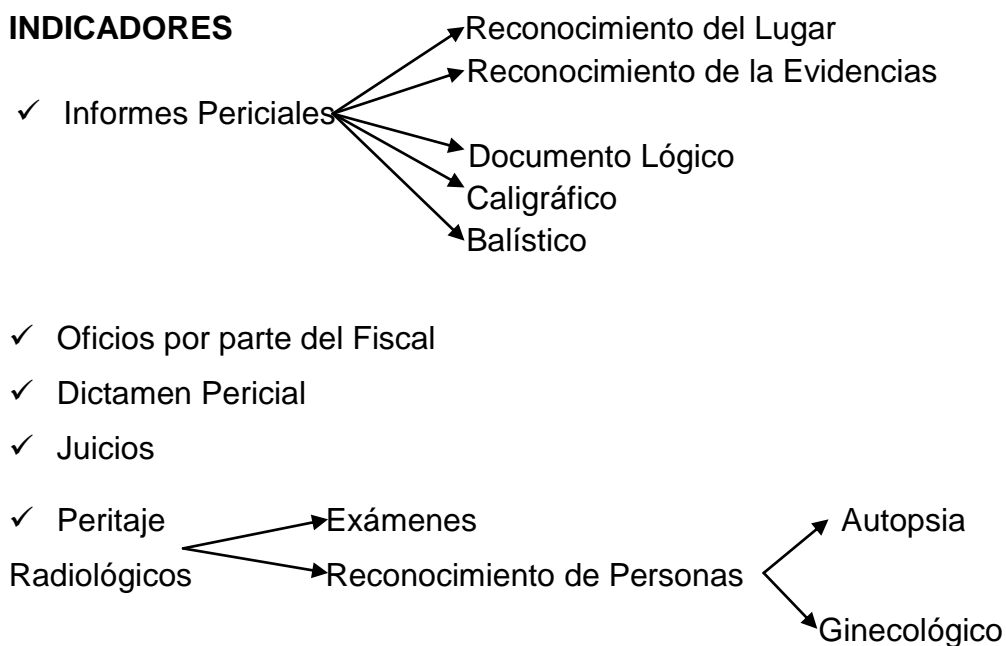 INDICADORES
Reconocimiento del Lugar
Reconocimiento de la Evidencias
✓ Informes Periciales
Documento Lógico
Caligráfico
Balístico
✓ Oficios por parte del Fiscal
✓ Dictamen Pericial
✓ Juicios
✓ Peritaje Exámenes Autopsia
Radiológicos Reconocimiento de Personas
Ginecológico